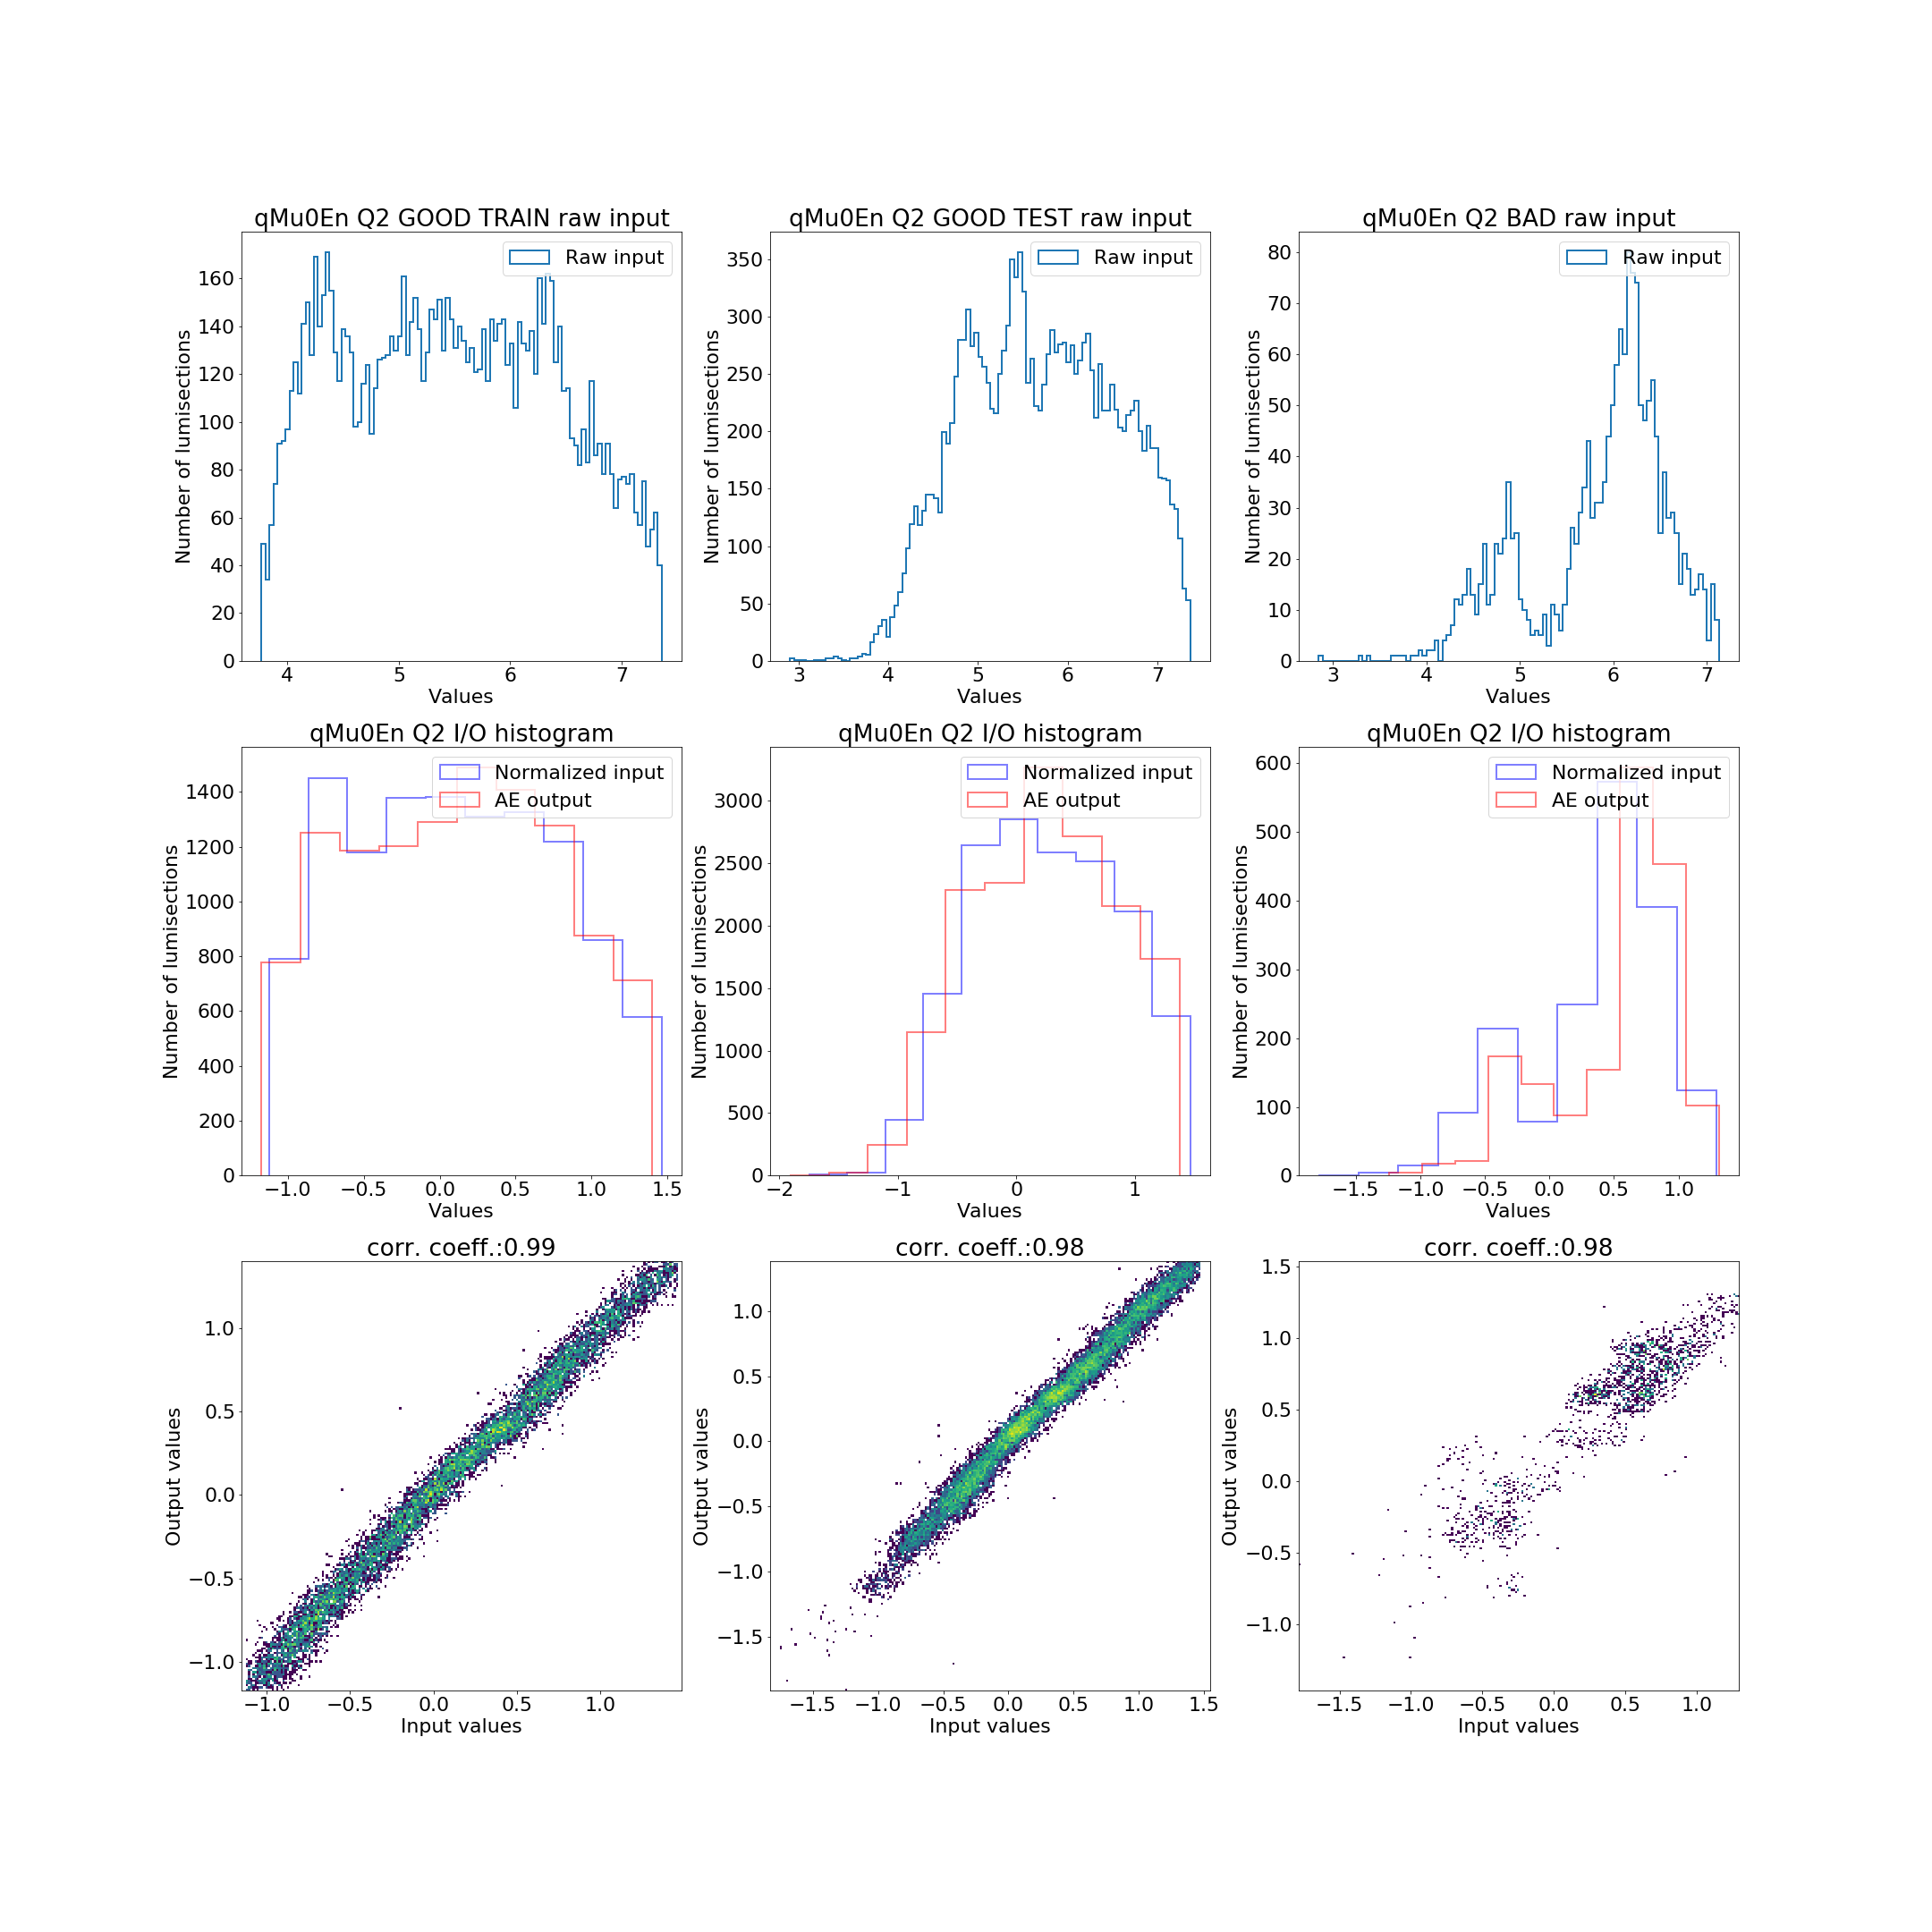 qMu0En Q2 GOOD TRAIN raw input
Raw input
Number of lumisections
160
140
120
100
80
60
40
20
0
4 5 6 7
Values
qMu0En Q2 GOOD TEST raw input
Raw input
Number of lumisections
350
300
250
200
150
100
50
0
3 4 5 6 7
Values
qMu0En Q2 BAD raw input
Raw input
Number of lumisections
80
70
60
50
40
30
20
10
0
3 4 5 6 7
Values
qMu0En Q2 I/O histogram
Normalized input
AE output
Number of lumisections
1400
1200
1000
800
600
400
200
0
−1.0 −0.5 0.0 0.5 1.0 1.5
Values
qMu0En Q2 I/O histogram
Normalized input
AE output
Number of lumisections
3000
2500
2000
1500
1000
500
0
−2 −1 0 1
Values
qMu0En Q2 I/O histogram
Normalized input
AE output
Number of lumisections
600
500
400
300
200
100
0
−1.5 −1.0 −0.5 0.0 0.5 1.0
Values
corr. coeff.:0.99
Output values
1.0
0.5
0.0
−0.5
−1.0
−1.0 −0.5 0.0 0.5 1.0
Input values
corr. coeff.:0.98
Output values
1.0
0.5
0.0
−0.5
−1.0
−1.5
−1.5 −1.0 −0.5 0.0 0.5 1.0 1.5
Input values
corr. coeff.:0.98
Output values
1.5
1.0
0.5
0.0
−0.5
−1.0
−1.5 −1.0 −0.5 0.0 0.5 1.0
Input values